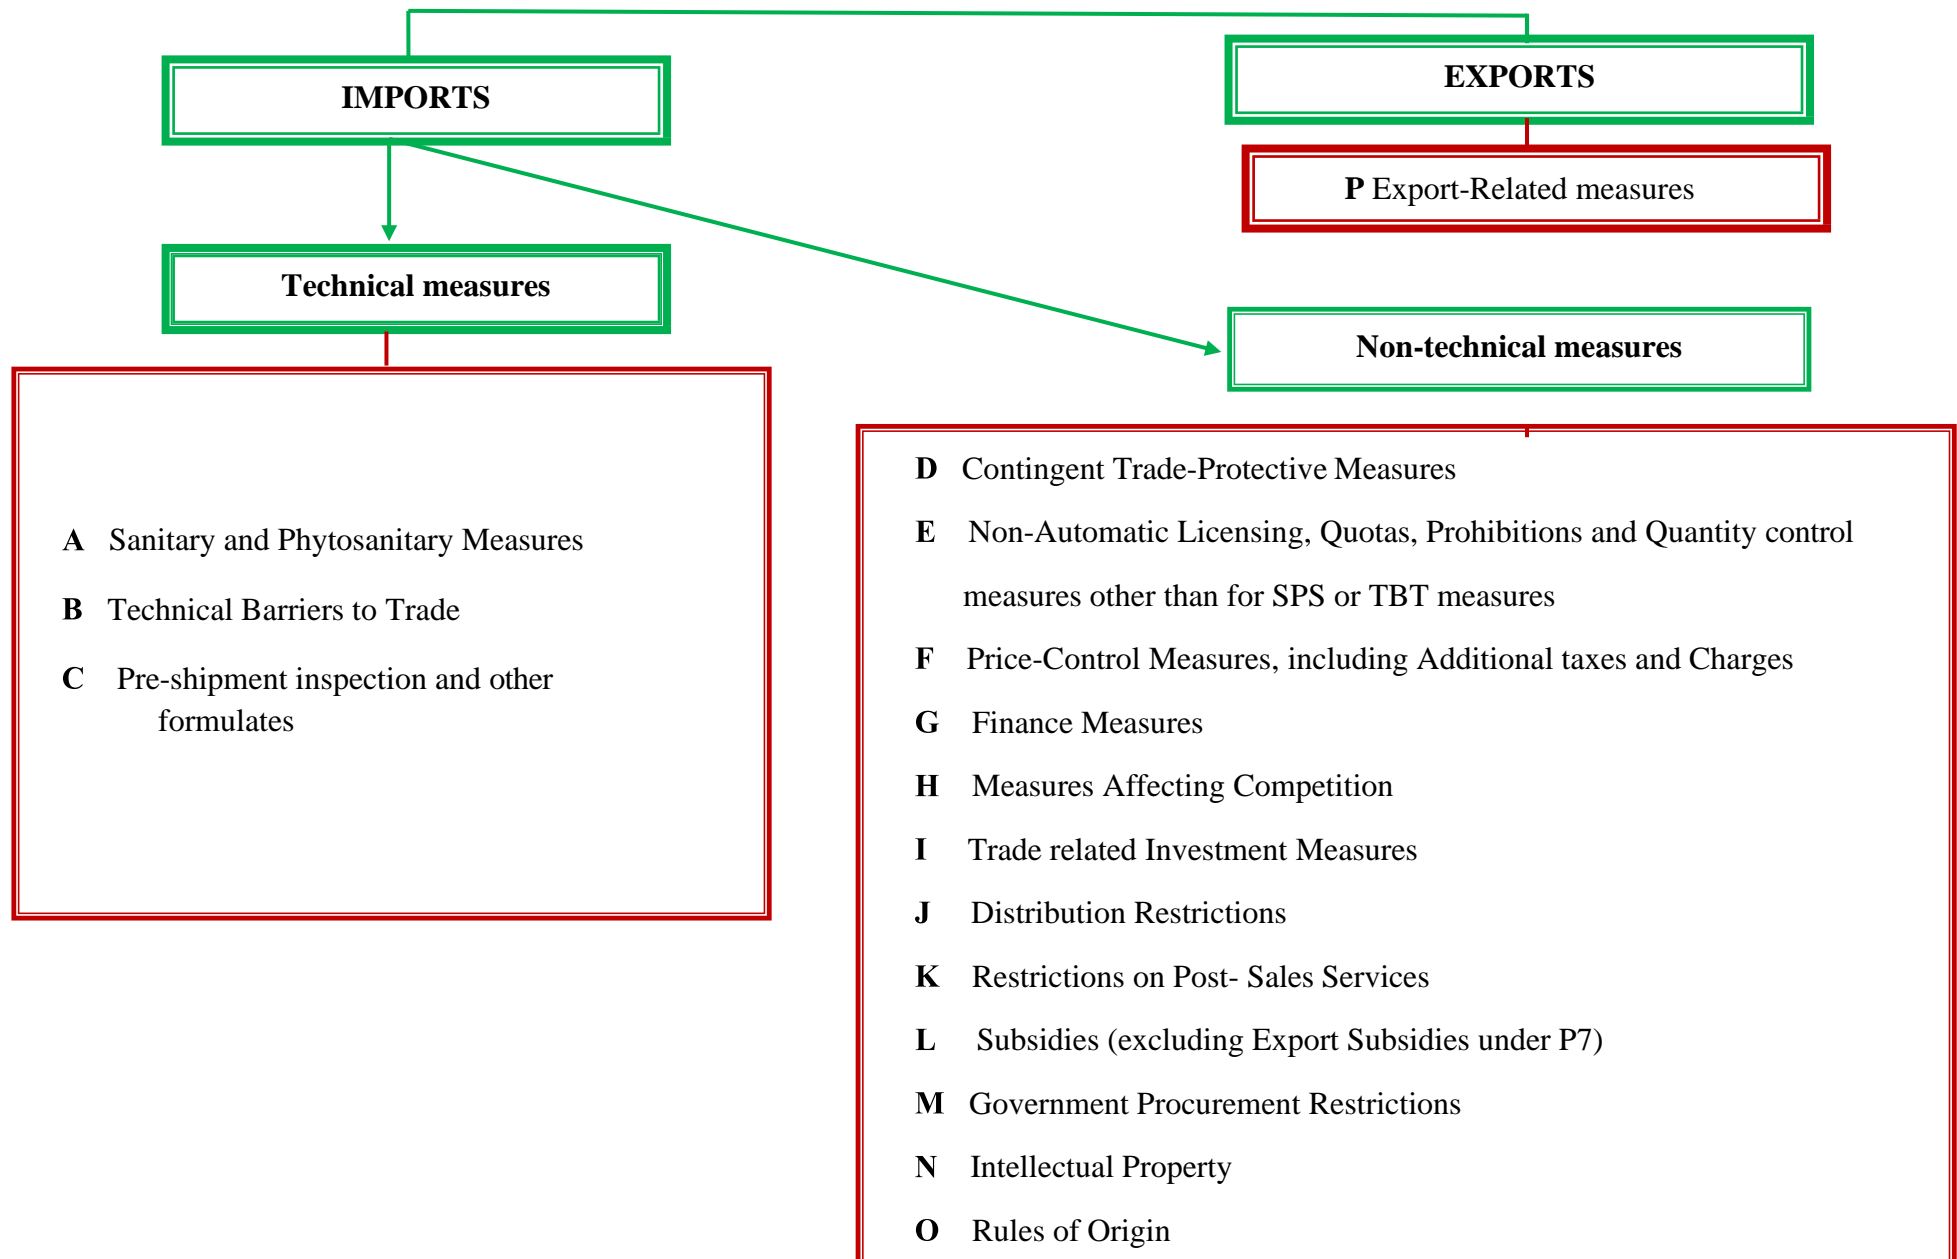 IMPORTS
EXPORTS
P Export-Related measures
Technical measures
Non-technical measures
A Sanitary and Phytosanitary Measures
B Technical Barriers to Trade
C Pre-shipment inspection and other
formulates
D Contingent Trade-Protective Measures
E Non-Automatic Licensing, Quotas, Prohibitions and Quantity control
measures other than for SPS or TBT measures
F Price-Control Measures, including Additional taxes and Charges
G Finance Measures
H Measures Affecting Competition
I Trade related Investment Measures
J Distribution Restrictions
K Restrictions on Post- Sales Services
L Subsidies (excluding Export Subsidies under P7)
M Government Procurement Restrictions
N Intellectual Property
O Rules of Origin